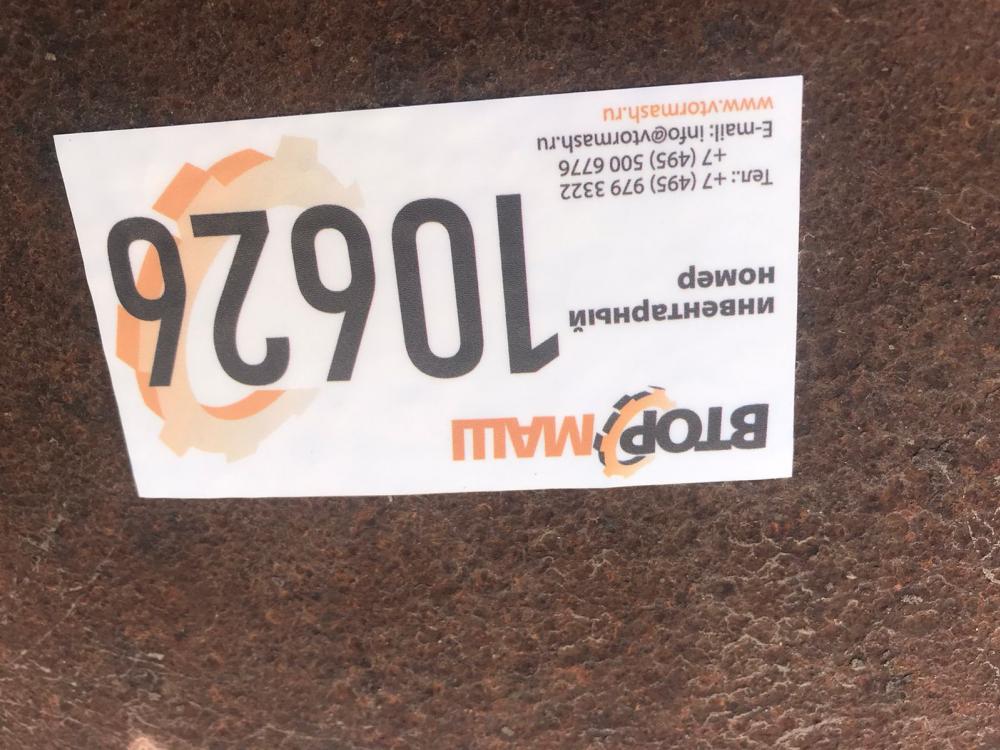 ВТОРМАШ
инвентарный
номер
10626
Тел.: +7 (495) 979 3322
+7 (495) 500 6776
E-mail: info@vtormash.ru
www.vtormash.ru